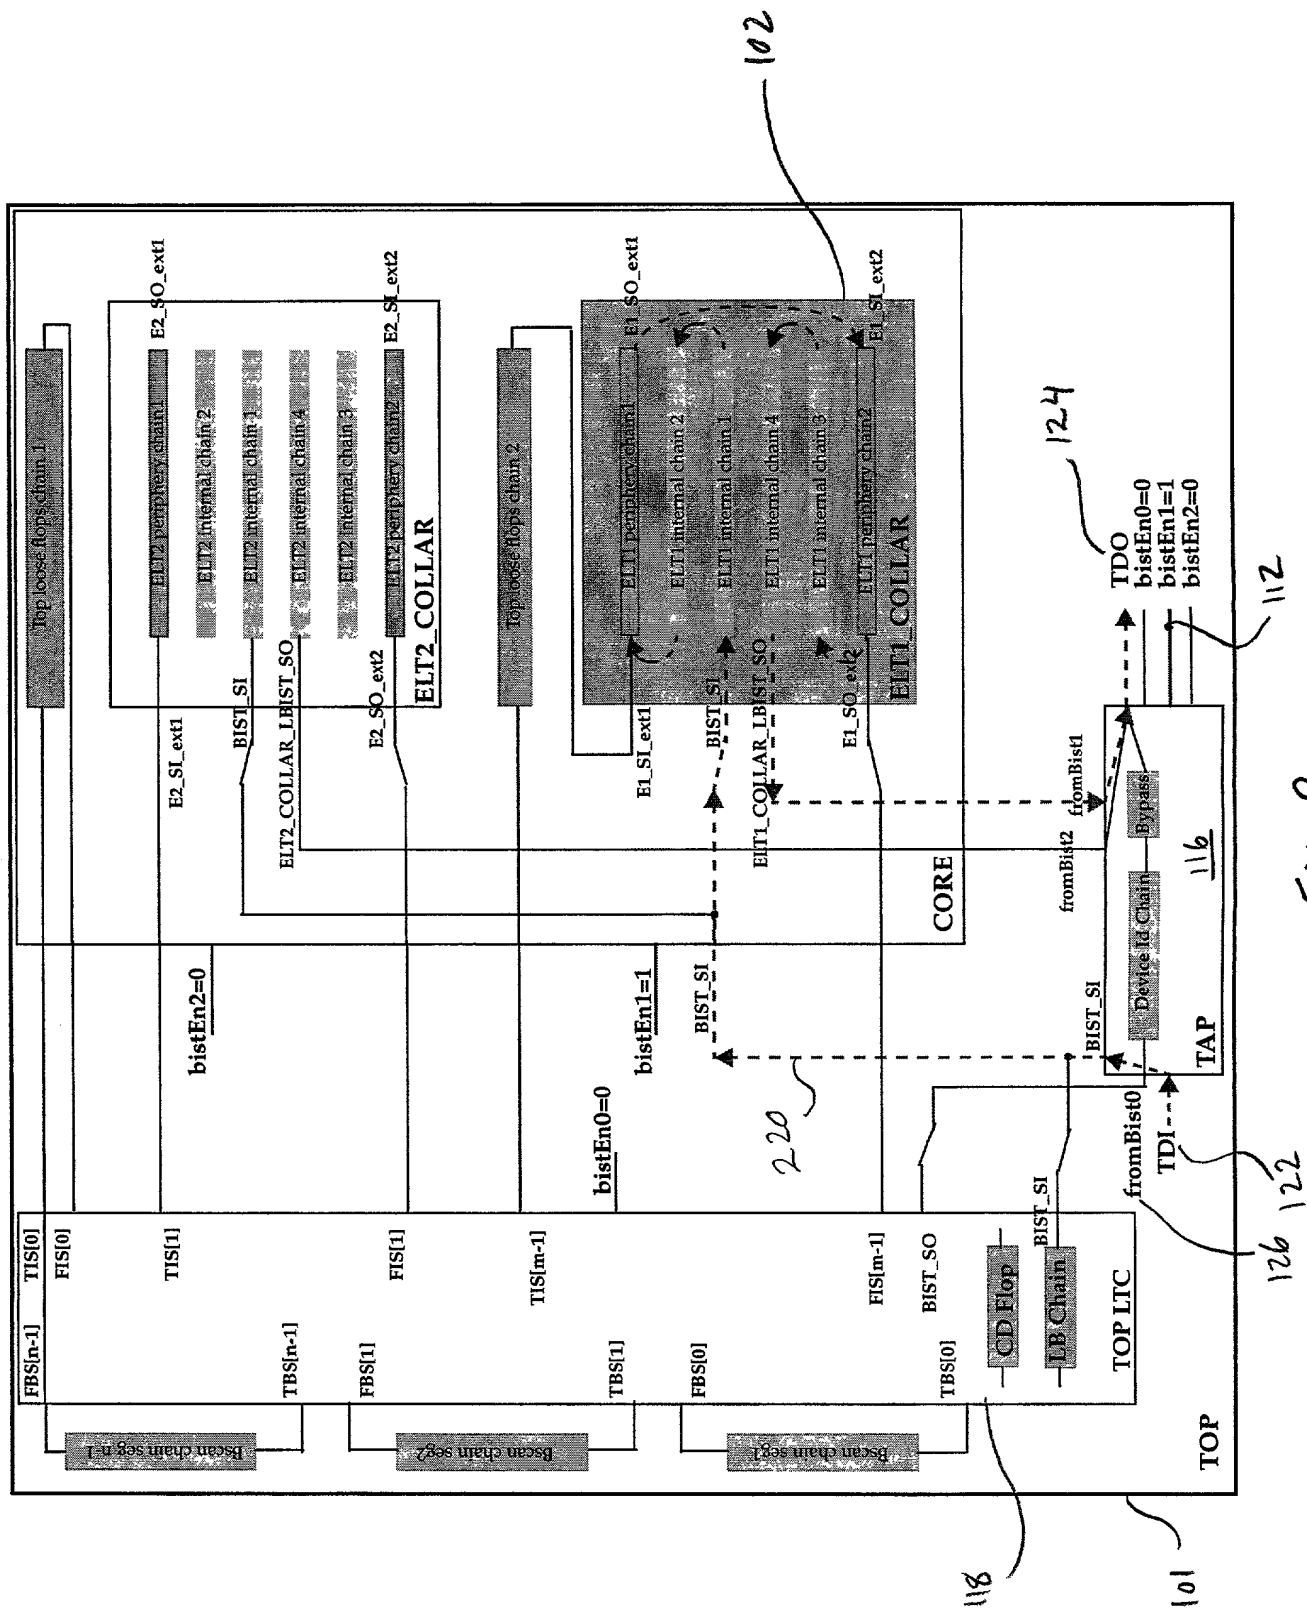 Top loose flops chain 1
E2_SO_ext1
ELT2 periphery chain1
ELT2 internal chain 2
ELT2 internal chain 1
ELT2 internal chain 4
ELT2 internal chain 3
ELT2 periphery chain2
E2_SI_ext2
ELT2_COLLAR
E2_SI_ext1
BIST_SI
ELT2_COLLAR_LBIST_SO
E2_SO_ext2
Top loose flops chain 2
E1_SO_ext1
ELT1 periphery chain1
ELT1 internal chain 2
ELT1 internal chain 1
ELT1 internal chain 4
ELT1 internal chain 3
ELT1 periphery chain2
E1_SI_ext2
ELT1_COLLAR
102
E1_SI_ext1
BIST_SI
ELT1_COLLAR_LBIST_SO
E1_SO_ext2
CORE
bistEn2=0
bistEn1=1
BIST_SI
bistEn0=0
220
FBS[n-1]
TIS[0]
FIS[0]
TIS[1]
TBS[n-1]
FBS[1]
FIS[1]
TIS[m-1]
TBS[1]
FBS[0]
FIS[m-1]
BIST_SO
TBS[0]
CD Flop
BIST_SI
LB Chain
TOP LTC
Bscan chain seg n-1
Bscan chain seg2
Bscan chain seg1
TOP
118
101
fromBist2
fromBist1
BIST_SI
Device Id Chain
Bypass
116
TAP
fromBist0
TDI
126
122
TDO
124
bistEn0=0
bistEn1=1
bistEn2=0
112